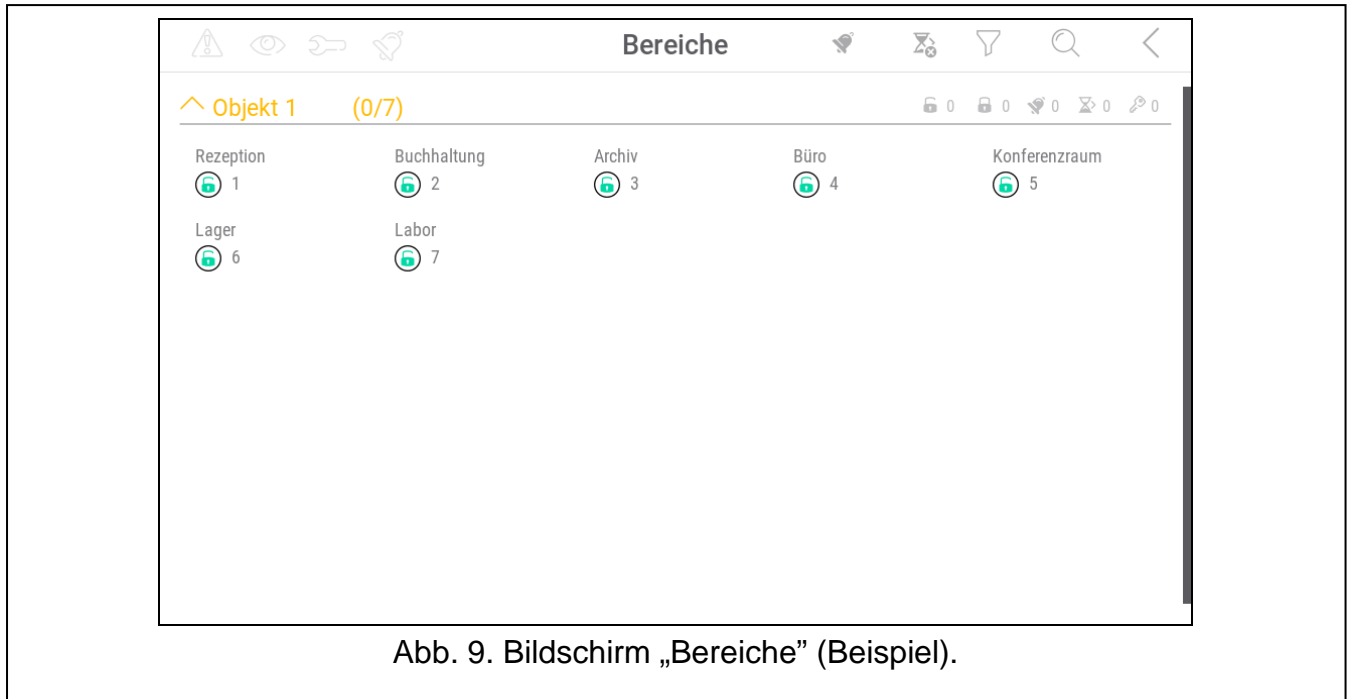 Bereiche
Objekt 1 (0/7)
0 0 0 0 0
Rezeption Buchhaltung Archiv Büro Konferenzraum
1 2 3 4 5
Lager Labor
6 7
Abb. 9. Bildschirm „Bereiche” (Beispiel).